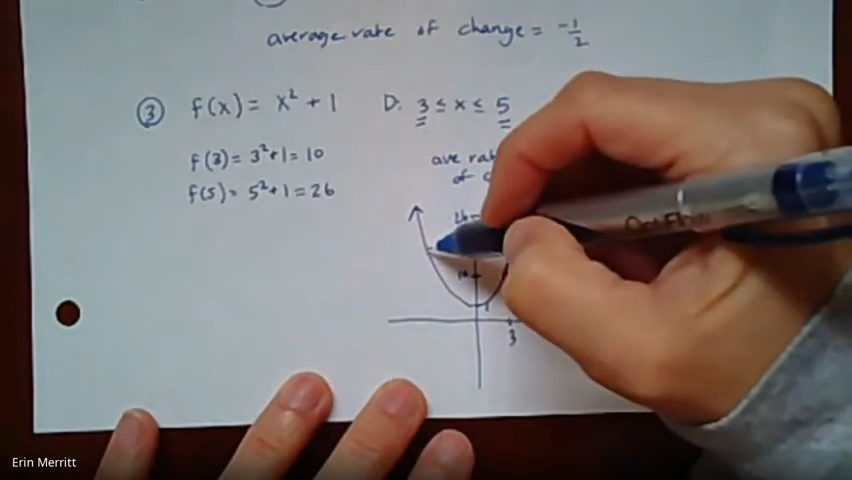 average rate of change = -1/2
③ f(x) = x² + 1 D: 3 ≤ x ≤ 5
f(3) = 3²+1 = 10
f(5) = 5²+1 = 26
ave
of
26
10
1
3
Erin Merritt